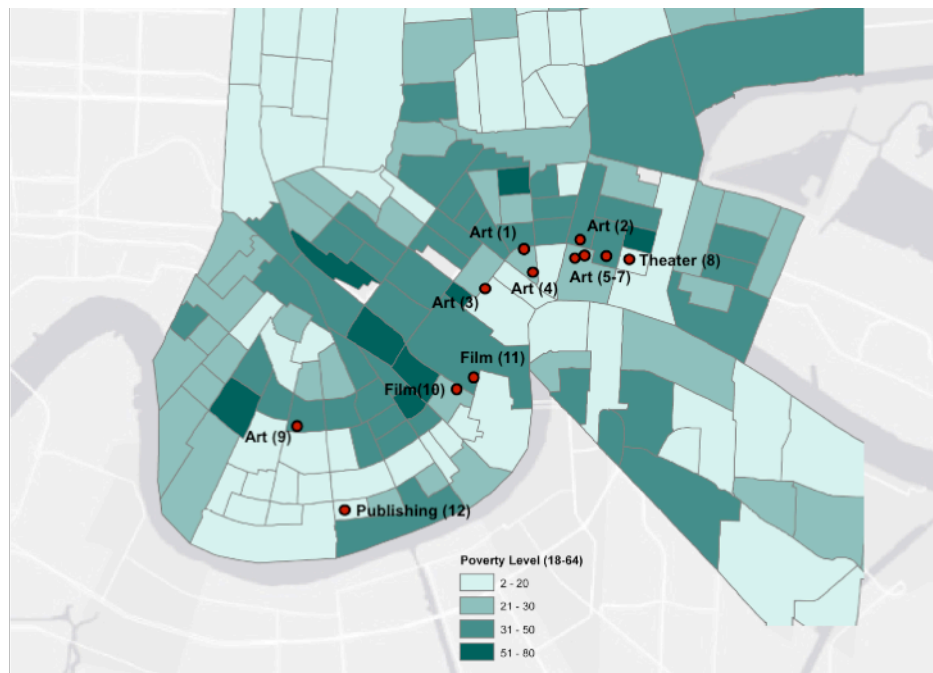 Art (1)
Art (2)
Theater (8)
Art (5-7)
Art (4)
Art (3)
Film (11)
Film(10)
Art (9)
Publishing (12)
Poverty Level (18-64)
2 - 20
21 - 30
31 - 50
51 - 80